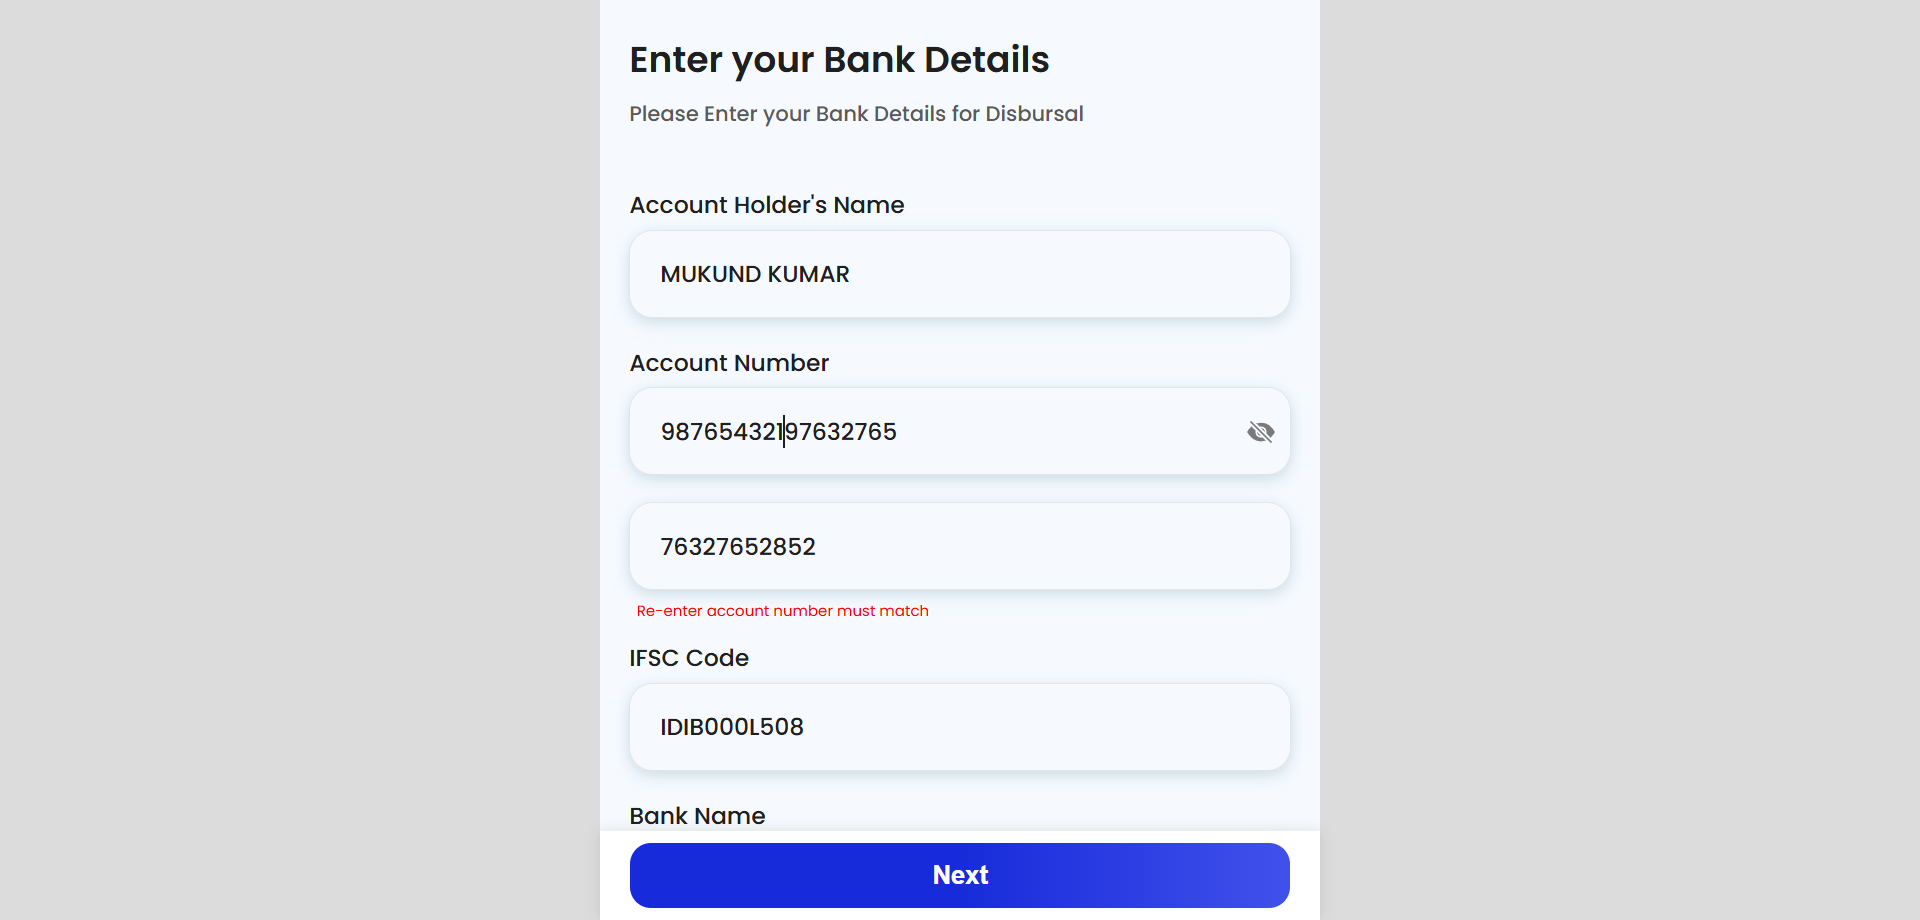 Enter your Bank Details
Please Enter your Bank Details for Disbursal
Account Holder's Name
MUKUND KUMAR
Account Number
98765432197632765
76327652852
Re-enter account number must match
IFSC Code
IDIB000L508
Bank Name
Next